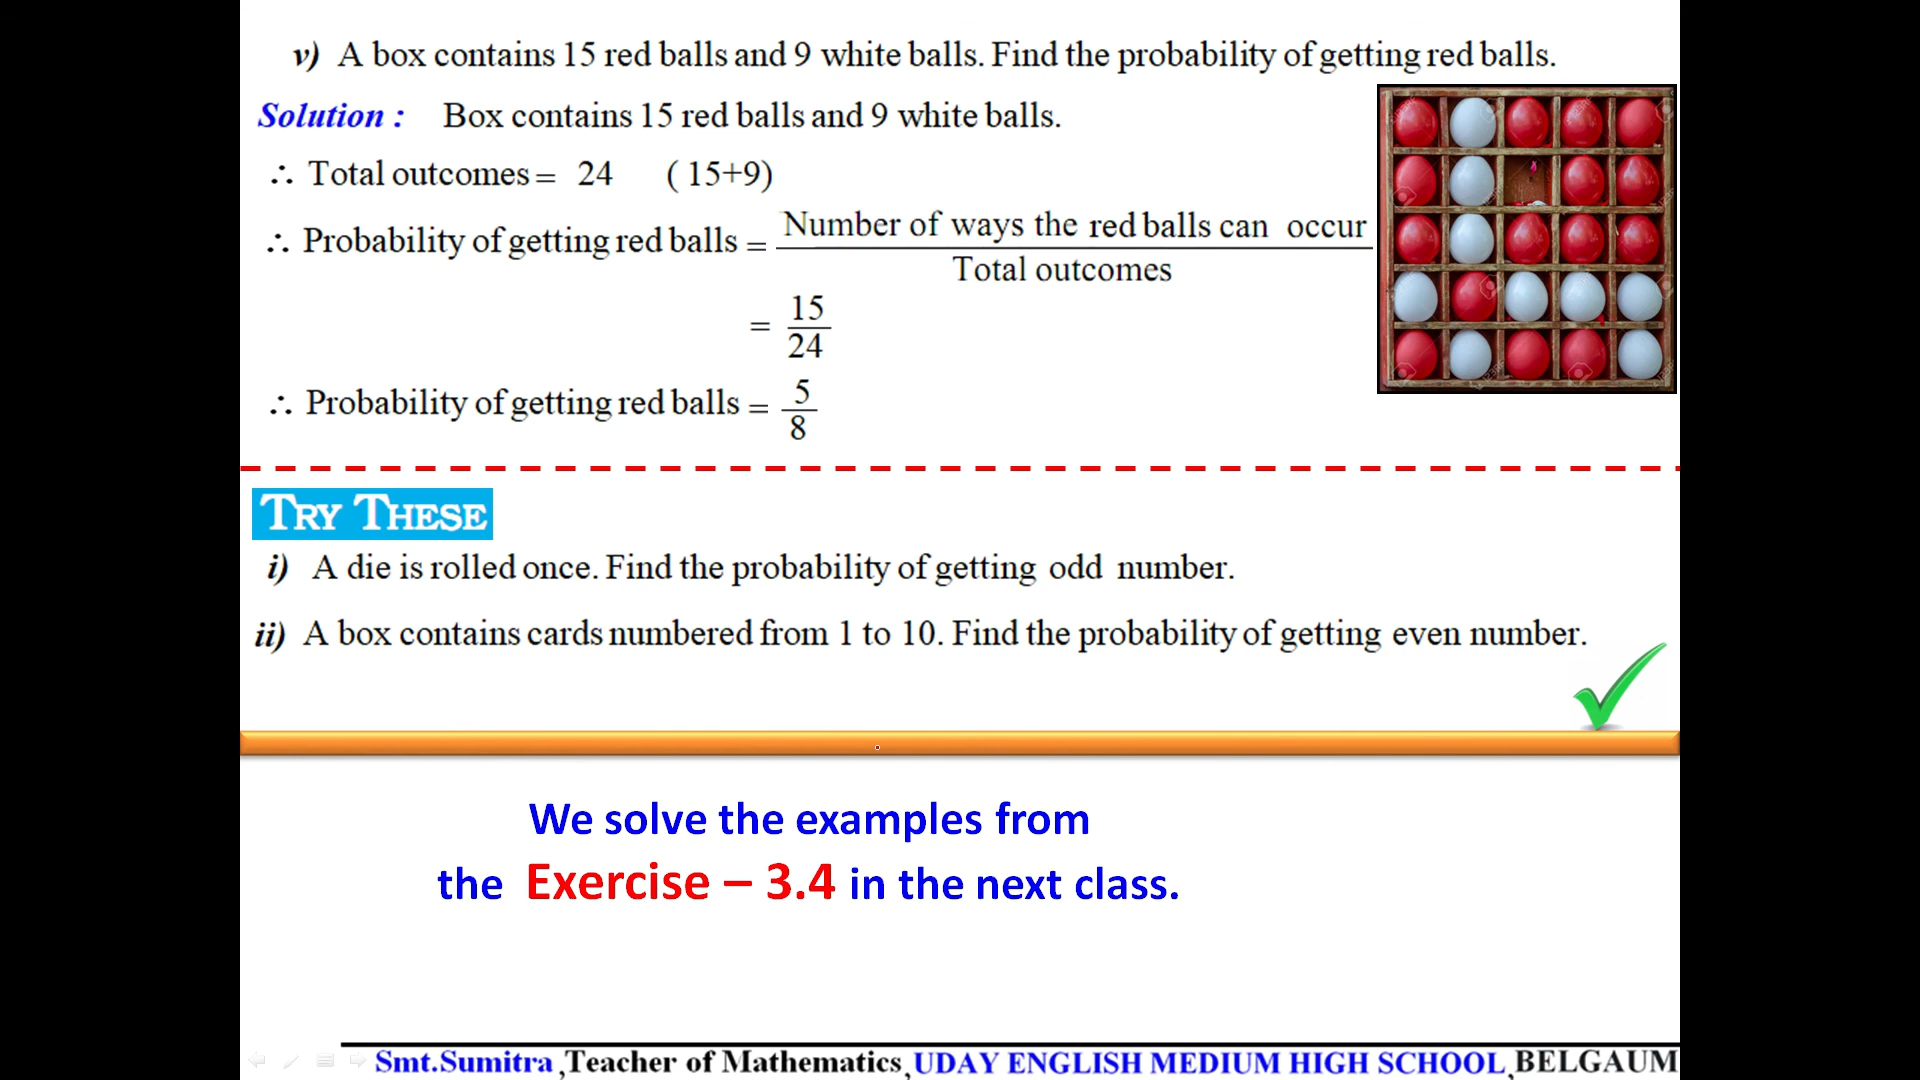 v) A box contains 15 red balls and 9 white balls. Find the probability of getting red balls.
Solution : Box contains 15 red balls and 9 white balls.
∴ Total outcomes = 24 ( 15+9)
∴ Probability of getting red balls = Number of ways the red balls can occur
Total outcomes
= 15
24
∴ Probability of getting red balls = 5
8
TRY THESE
i) A die is rolled once. Find the probability of getting odd number.
ii) A box contains cards numbered from 1 to 10. Find the probability of getting even number.
We solve the examples from
the Exercise – 3.4 in the next class.
Smt.Sumitra ,Teacher of Mathematics, UDAY ENGLISH MEDIUM HIGH SCHOOL, BELGAUM